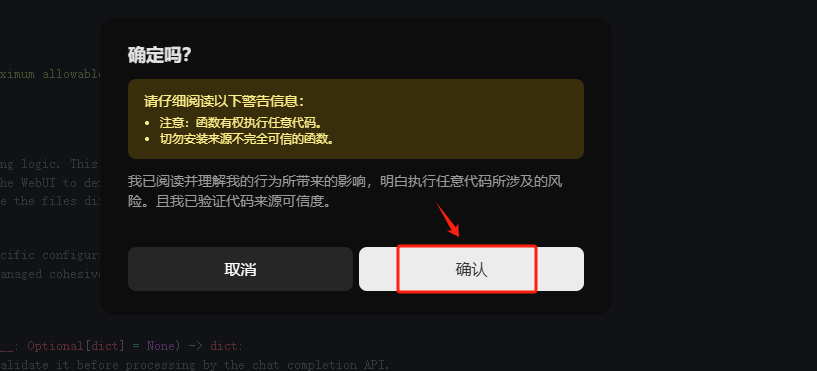 确定吗？
ximum allowabl
请仔细阅读以下警告信息：
• 注意：函数有权执行任意代码。
• 切勿安装来源不完全可信的函数。
ng logic. This
he WebUI to de
e the files di
我已阅读并理解我的行为所带来的影响，明白执行任意代码所涉及的风
险。且我已验证代码来源可信度。
ecific configur
anaged cohesive
取消
确认
__: Optional[dict] = None) -> dict:
alidate it before processing by the chat completion API.